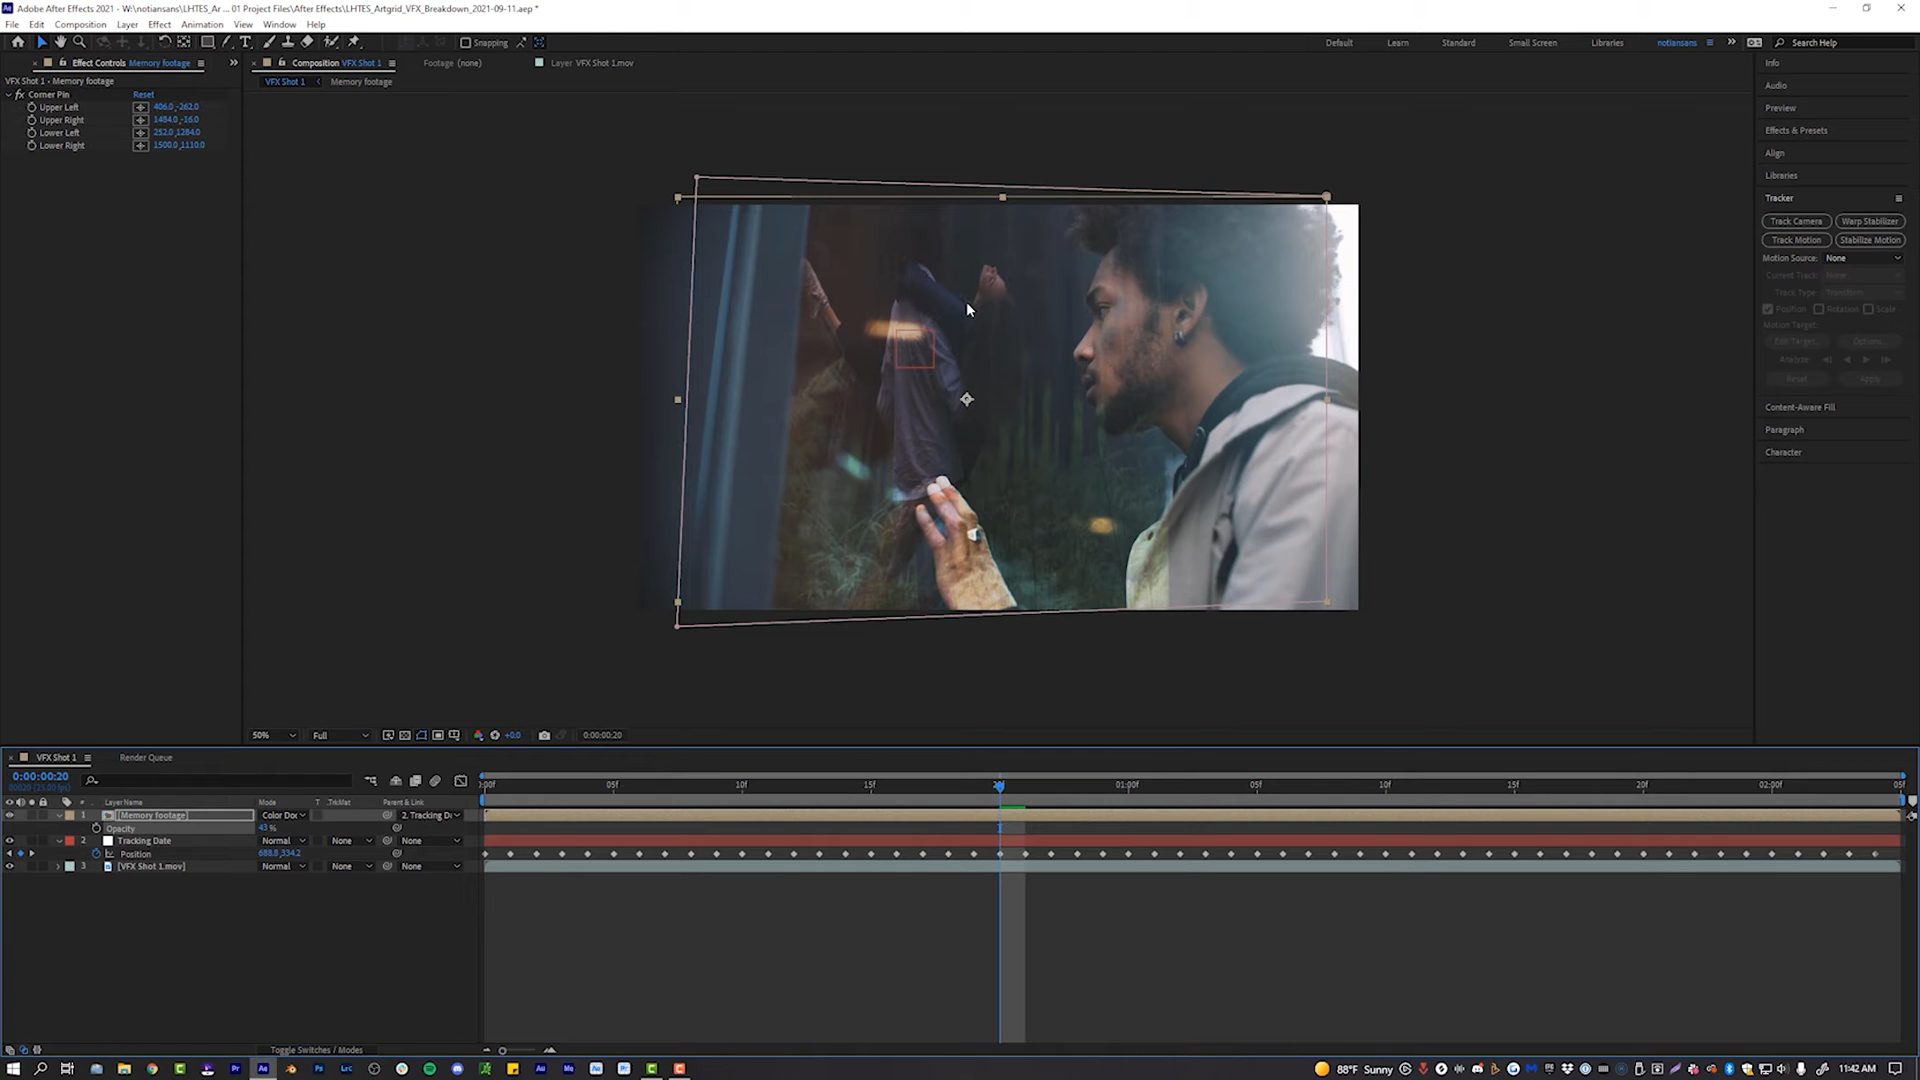 Adobe After Effects 2021 - W:\notiansans\LHTES_Ar ... 01 Project Files\After Effects\LHTES_Artgrid_VFX_Breakdown_2021-09-11.aep *
File Edit Composition Layer Effect Animation View Window Help
Snapping
Default Learn Standard Small Screen Libraries notiansans Search Help
Effect Controls Memory footage
Composition VFX Shot 1
Footage (none)
Layer VFX Shot 1.mov
VFX Shot 1 • Memory footage
VFX Shot 1 Memory footage
fx Corner Pin Reset
Upper Left 406.0,-262.0
Upper Right 1484.0,-16.0
Lower Left 252.0,1284.0
Lower Right 1500.0,1110.0
Info
Audio
Preview
Effects & Presets
Align
Libraries
Tracker
Track Camera Warp Stabilizer
Track Motion Stabilize Motion
Motion Source: None
Current Track: None
Track Type Transform
Position Rotation Scale
Motion Target:
Edit Target... Options...
Analyze
Reset Apply
Content-Aware Fill
Paragraph
Character
50% Full +0.0 0:00:00:20
VFX Shot 1 Render Queue
0:00:00:20
:00f 05f 10f 15f 01:00f 05f 10f 15f 20f 02:00f 05f
# Layer Name Mode T .TrkMat Parent & Link
1 [Memory footage] Color Doc 2. Tracking Da
Opacity 43 %
2 Tracking Date Normal None None
Position 688.8,334.2
3 [VFX Shot 1.mov] Normal None None
Toggle Switches / Modes
88°F Sunny 11:42 AM